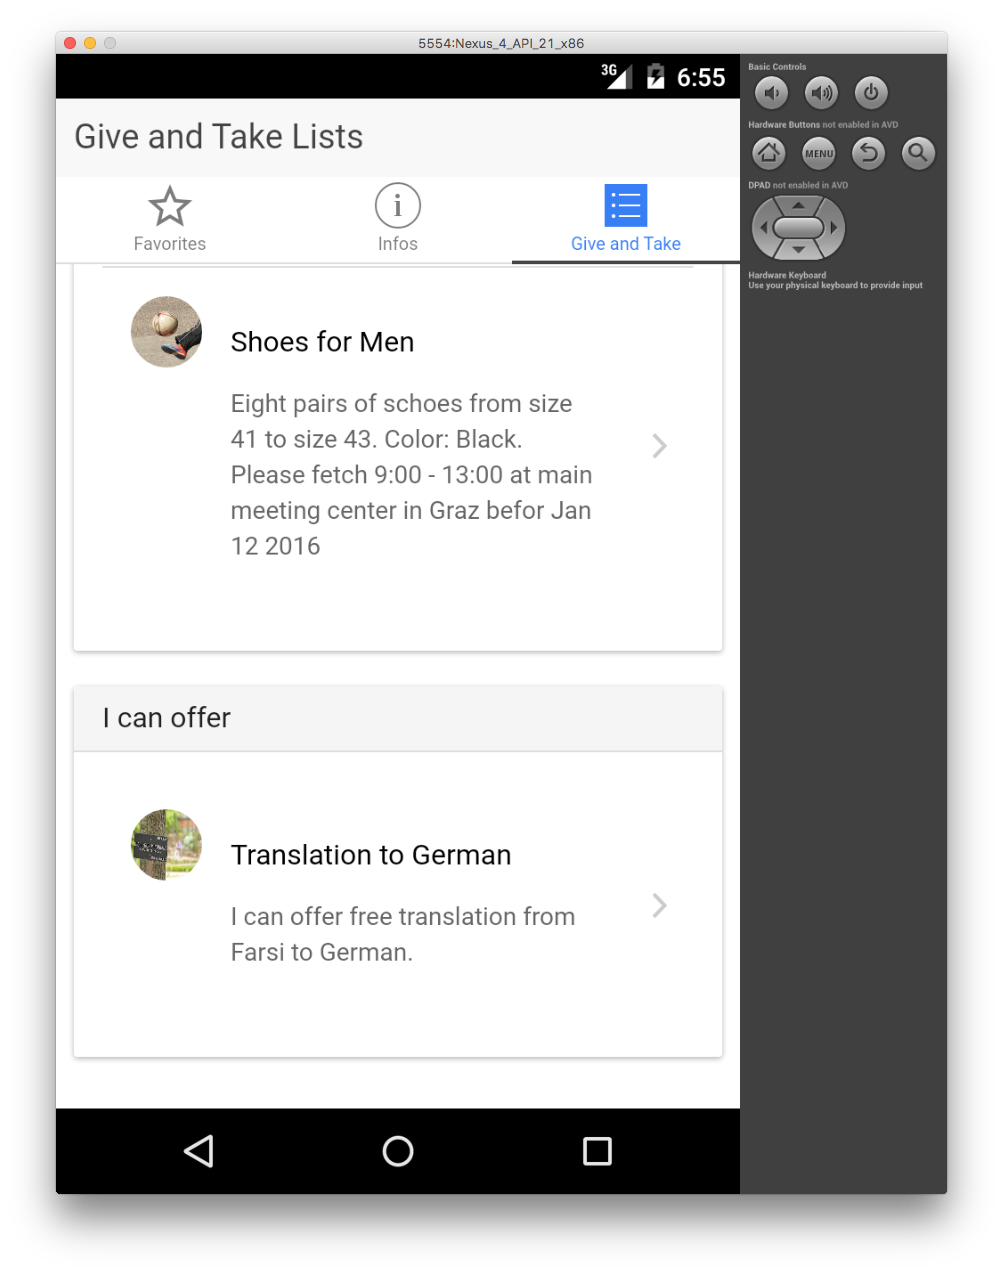 5554:Nexus_4_API_21_x86
3G 6:55
Give and Take Lists
Favorites
Infos
Give and Take
Shoes for Men
Eight pairs of schoes from size
41 to size 43. Color: Black.
Please fetch 9:00 - 13:00 at main
meeting center in Graz befor Jan
12 2016
I can offer
Translation to German
I can offer free translation from
Farsi to German.
Basic Controls
Hardware Buttons not enabled in AVD
MENU
DPAD not enabled in AVD
Hardware Keyboard
Use your physical keyboard to provide input